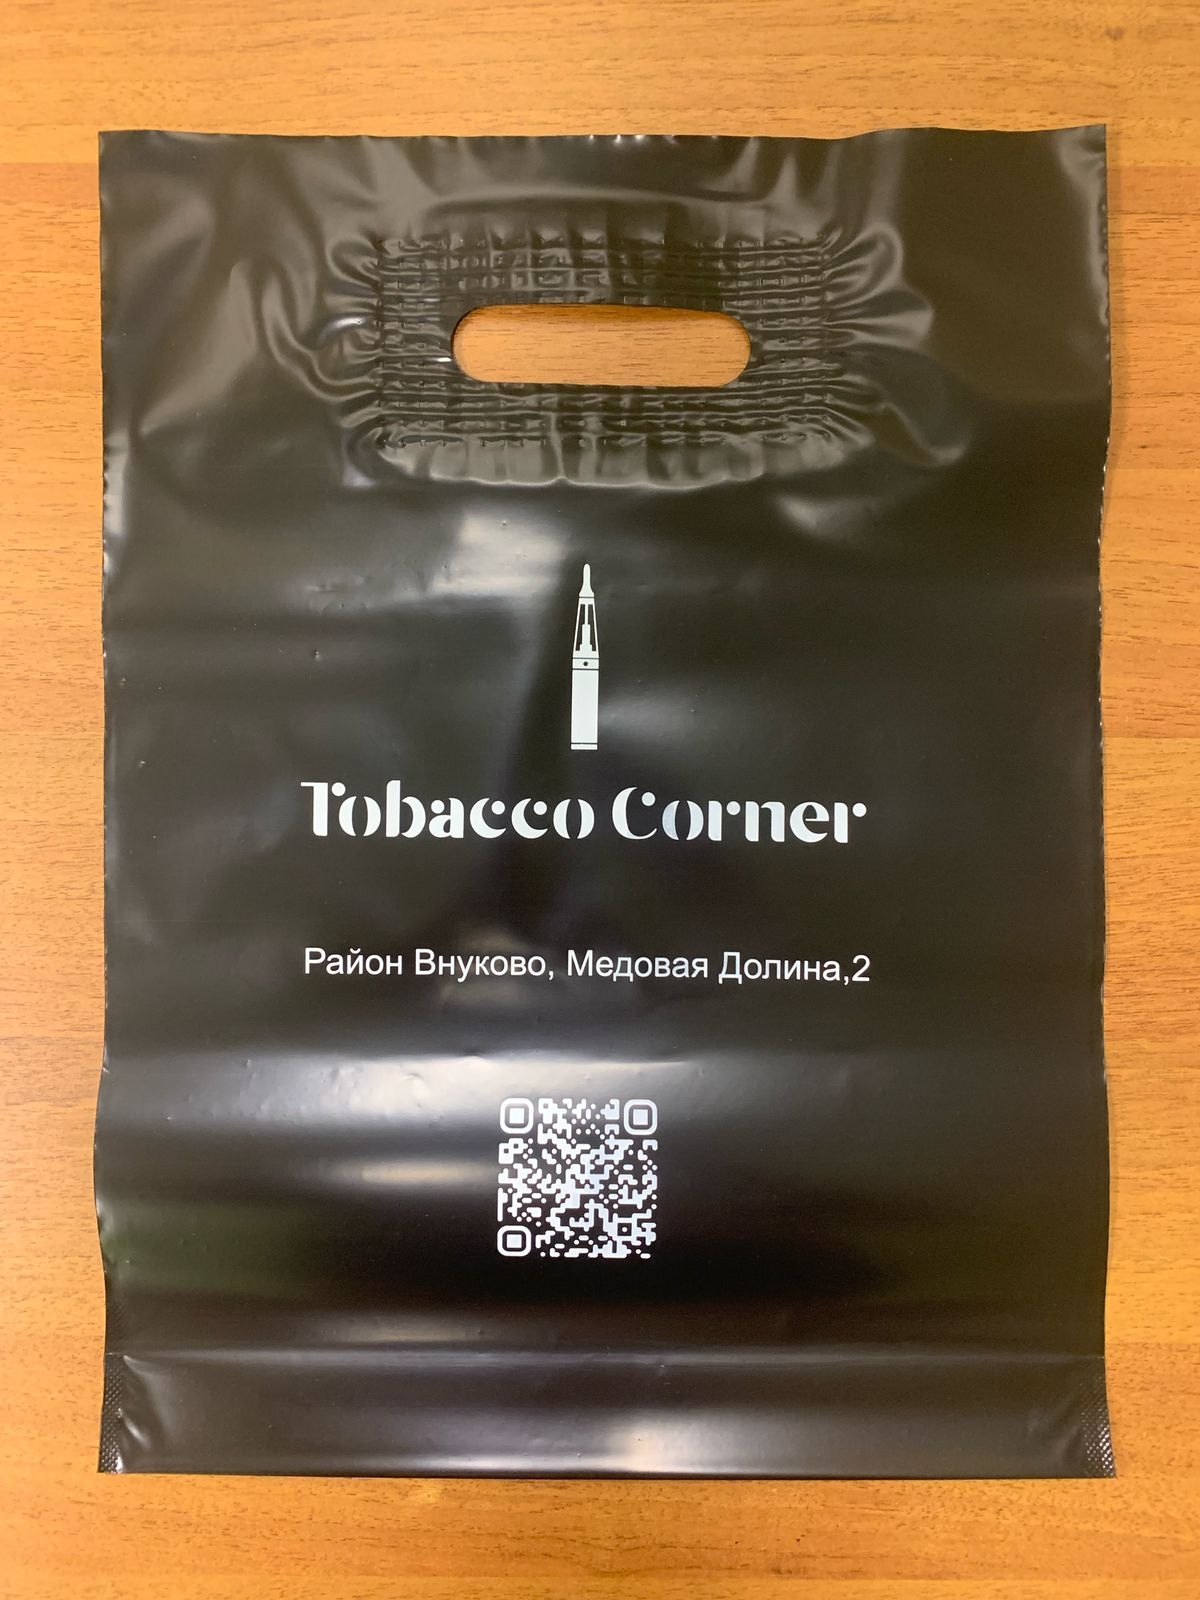 Tobacco Corner
Район Внуково, Медовая Долина,2